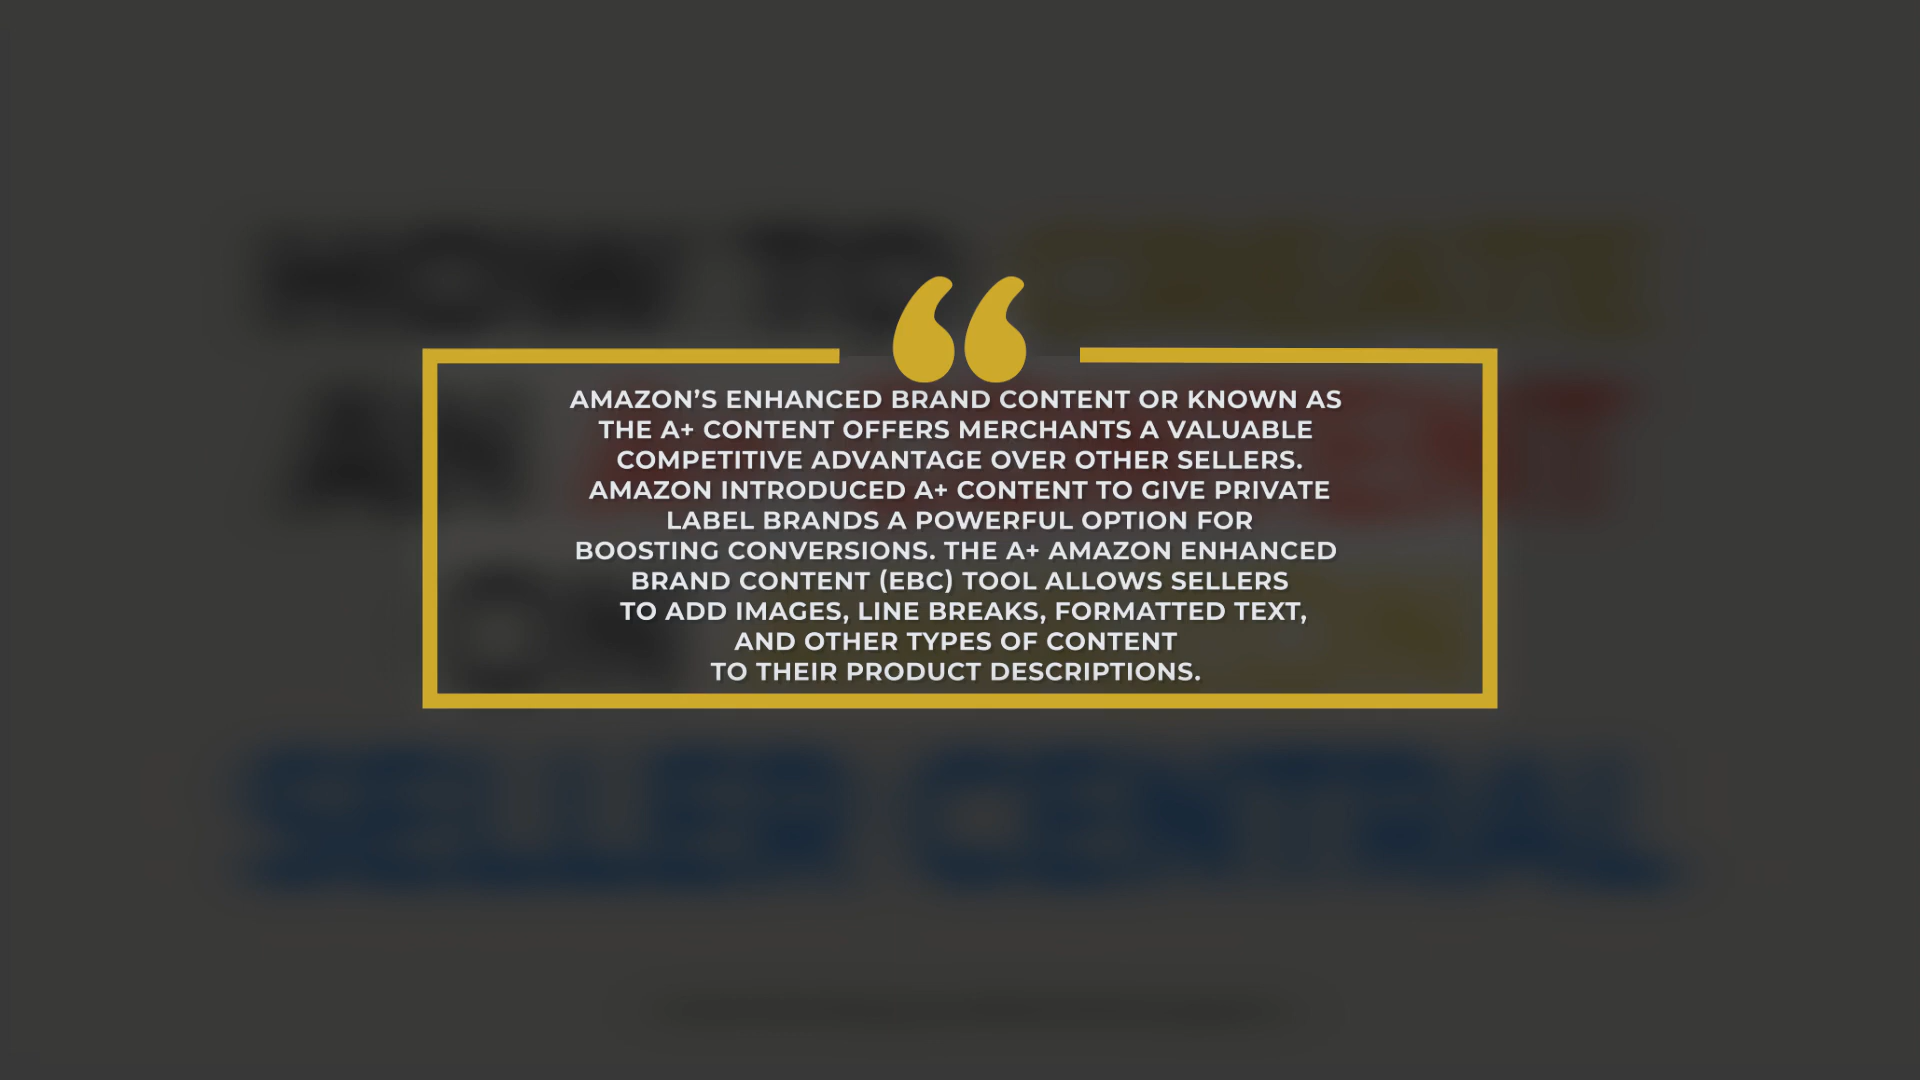 AMAZON’S ENHANCED BRAND CONTENT OR KNOWN AS
THE A+ CONTENT OFFERS MERCHANTS A VALUABLE
COMPETITIVE ADVANTAGE OVER OTHER SELLERS.
AMAZON INTRODUCED A+ CONTENT TO GIVE PRIVATE
LABEL BRANDS A POWERFUL OPTION FOR
BOOSTING CONVERSIONS. THE A+ AMAZON ENHANCED
BRAND CONTENT (EBC) TOOL ALLOWS SELLERS
TO ADD IMAGES, LINE BREAKS, FORMATTED TEXT,
AND OTHER TYPES OF CONTENT
TO THEIR PRODUCT DESCRIPTIONS.
SELLER CENTRAL